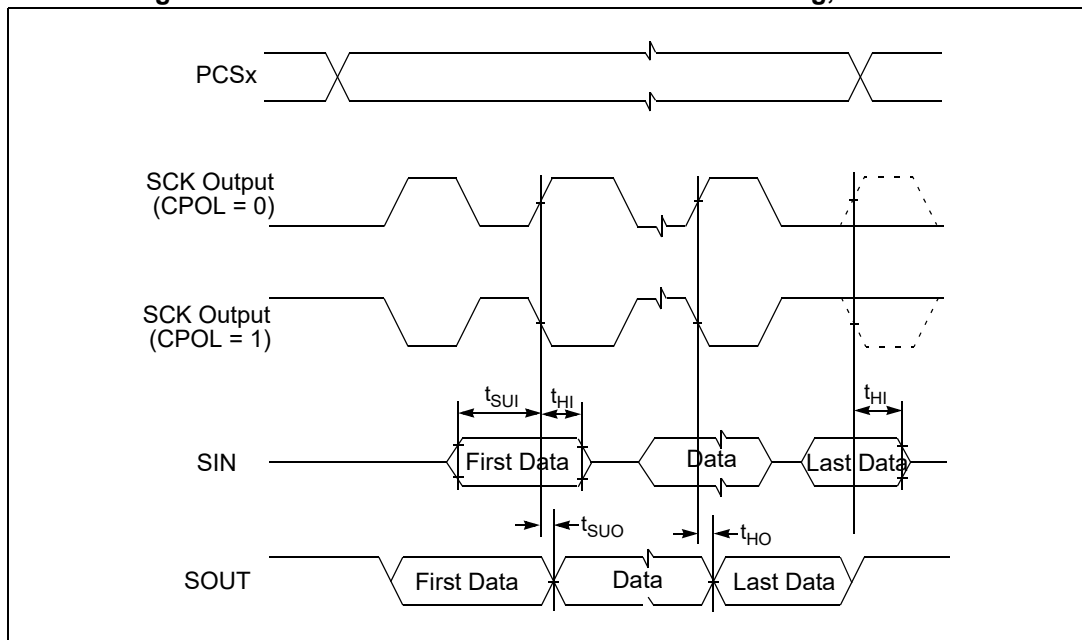 PCSx
SCK Output
(CPOL = 0)
SCK Output
(CPOL = 1)
tSUI
tHI
tHI
SIN
First Data
Data
Last Data
tSUO
tHO
SOUT
First Data
Data
Last Data